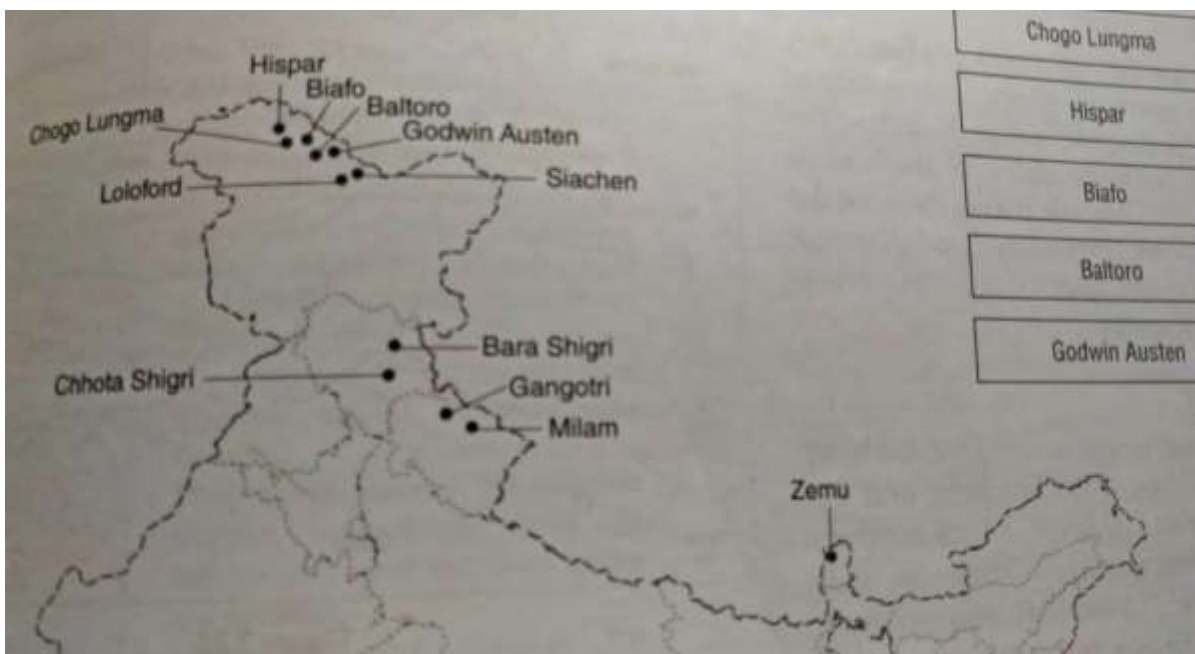 Hispar
Biafo
Baltoro
Chogo Lungma
Godwin Austen
Loloford
Siachen
Bara Shigri
Chhota Shigri
Gangotri
Milam
Zemu
Chogo Lungma
Hispar
Biafo
Baltoro
Godwin Austen